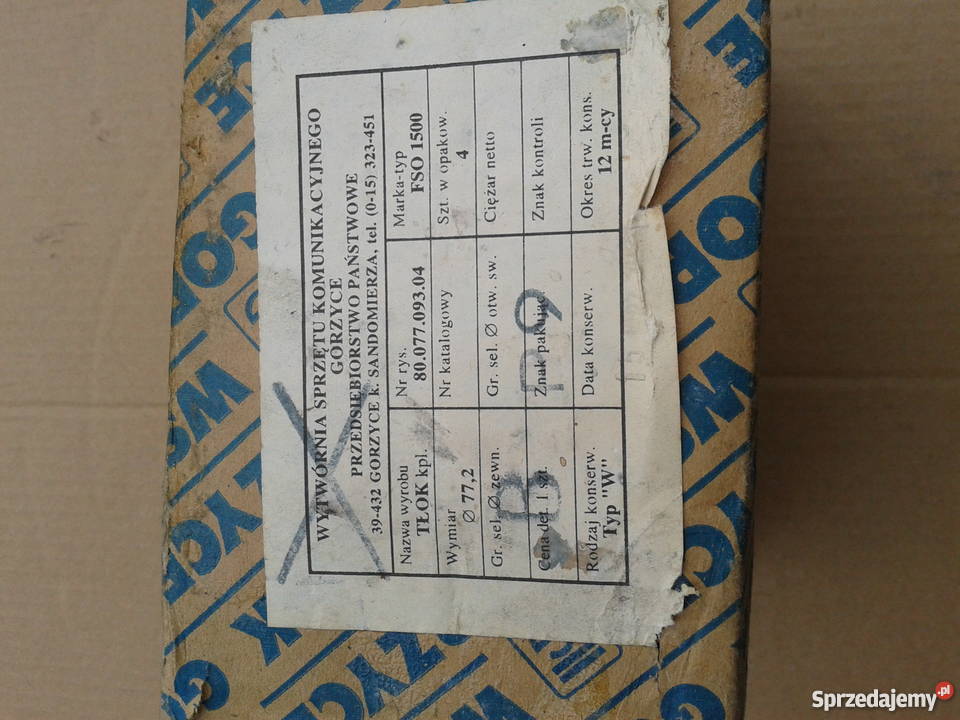 WYTWÓRNIA SPRZĘTU KOMUNIKACYJNEGO
GORZYCE
PRZEDSIĘBIORSTWO PAŃSTWOWE
39-432 GORZYCE k. SANDOMIERZA, tel. (0-15) 323-451
Nazwa wyrobu
TŁOK kpl.
Nr rys.
80.077.093.04
Marka-typ
FSO 1500
Wymiar
Ø 77,2
Nr katalogowy
Szt. w opakow.
4
Gr. sel. Ø zewn.
B
Gr. sel. Ø otw. sw.
Ciężar netto
Cena det. 1 szt.
Znak pakując
P9
Znak kontroli
Rodzaj konserw.
Typ "W"
Data konserw.
Okres trw. kons.
12 m-cy
Sprzedajemy.pl